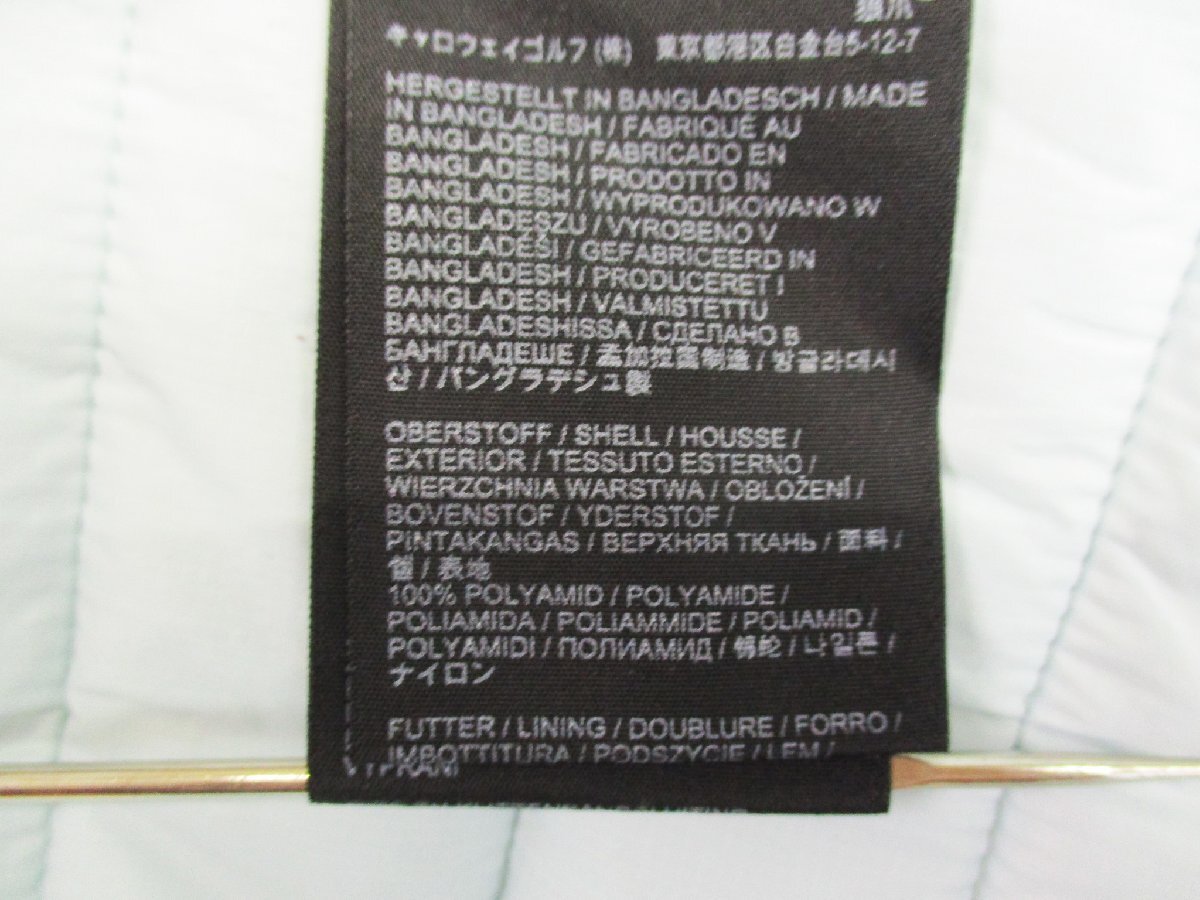 キャロウェイゴルフ(株) 東京都港区白金台5-12-7
HERGESTELLT IN BANGLADESCH / MADE
IN BANGLADESH / FABRIQUÉ AU
BANGLADESH / FABRICADO EN
BANGLADESH / PRODOTTO IN
BANGLADESH / WYPRODUKOWANO W
BANGLADESZU / VYROBENO V
BANGLADÉŠI / GEFABRICEERD IN
BANGLADESH / PRODUCERET I
BANGLADESH / VALMISTETTU
BANGLADESHISSA / СДЕЛАНО В
БАНГЛАДЕШЕ / 孟加拉国制造 / 방글라데시
산 / バングラデシュ製
OBERSTOFF / SHELL / HOUSSE /
EXTERIOR / TESSUTO ESTERNO /
WIERZCHNIA WARSTWA / OBLOŽENÍ /
BOVENSTOF / YDERSTOF /
PINTAKANGAS / ВЕРХНЯЯ ТКАНЬ / 面料 /
쉘 / 表地
100% POLYAMID / POLYAMIDE /
POLIAMIDA / POLIAMMIDE / POLIAMID /
POLYAMIDI / ПОЛИАМИД / 锦纶 / 나일론 /
ナイロン
FUTTER / LINING / DOUBLURE / FORRO /
IMBOTTITURA / PODSZYCIE / LEM /